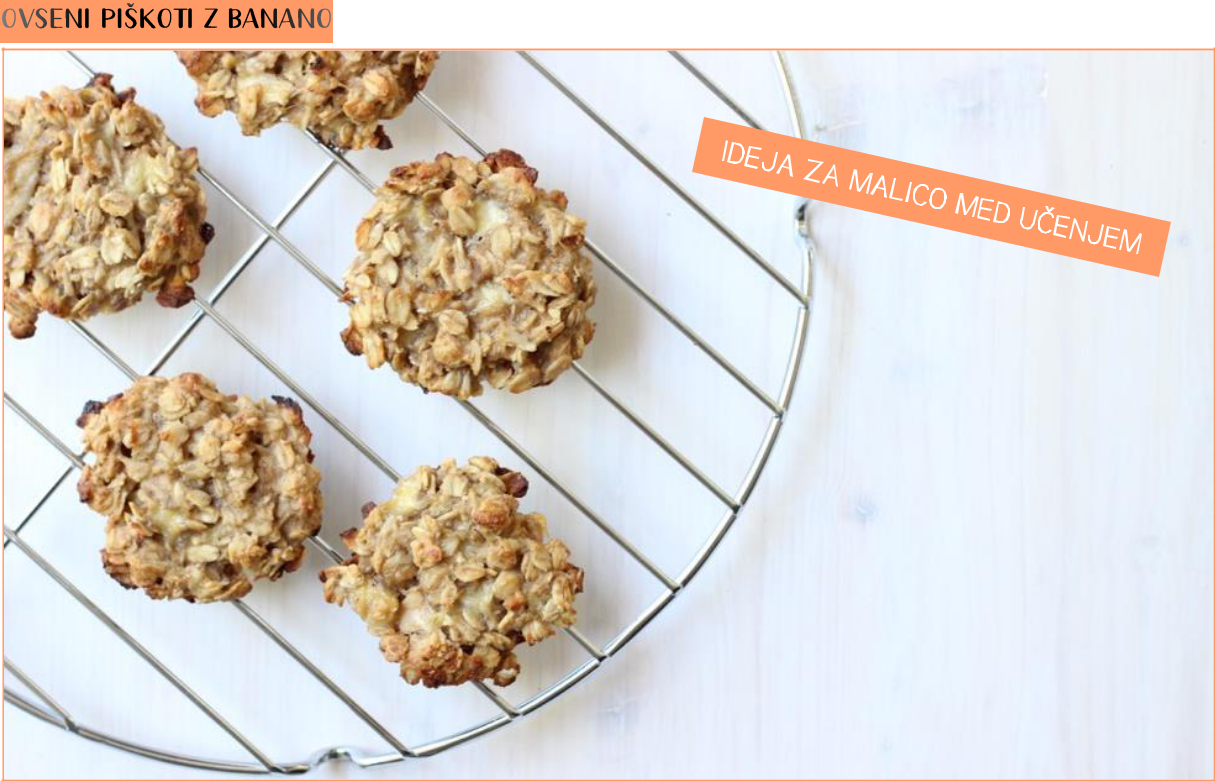 OVSENI PIŠKOTI Z BANANO
IDEJA ZA MALICO MED UČENJEM